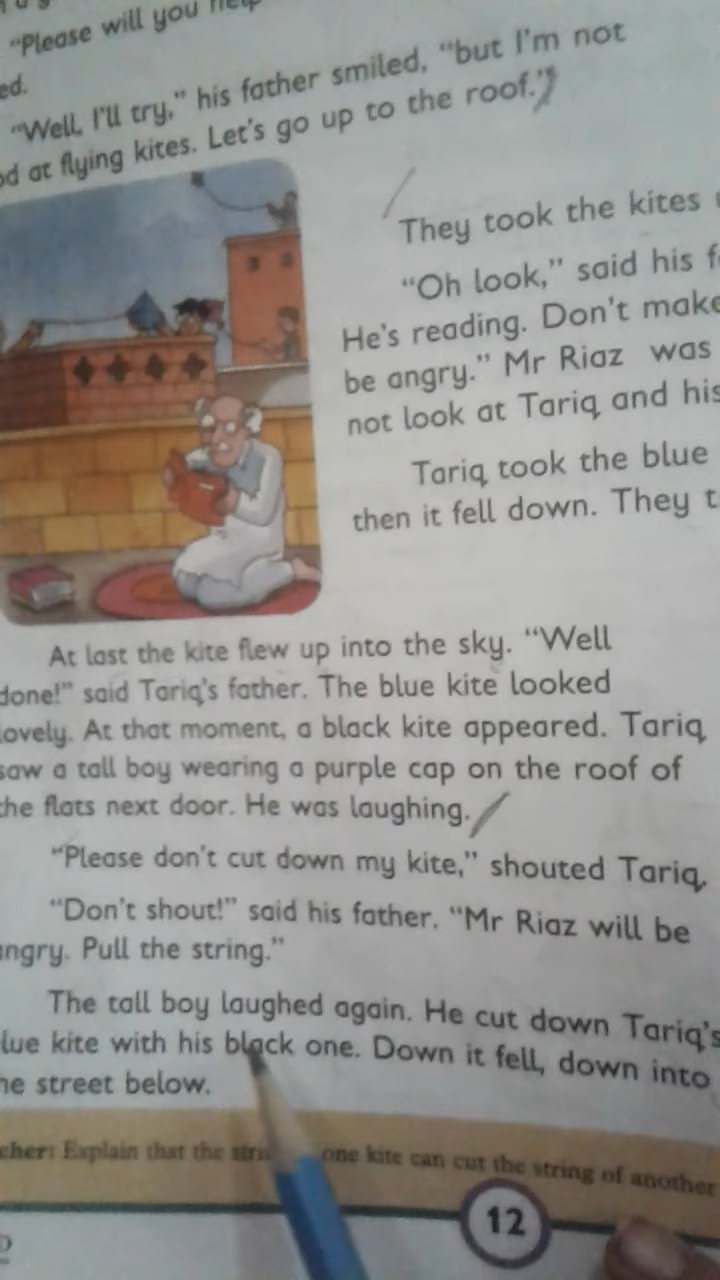 "Please will you help
ed.
"Well, I'll try," his father smiled, "but I'm not
od at flying kites. Let's go up to the roof."
They took the kites
"Oh look," said his f
He's reading. Don't make
be angry." Mr Riaz was
not look at Tariq and his
Tariq took the blue
then it fell down. They t
At last the kite flew up into the sky. "Well
done!" said Tariq's father. The blue kite looked
lovely. At that moment, a black kite appeared. Tariq
saw a tall boy wearing a purple cap on the roof of
the flats next door. He was laughing.
"Please don't cut down my kite," shouted Tariq.
"Don't shout!" said his father. "Mr Riaz will be
angry. Pull the string."
The tall boy laughed again. He cut down Tariq's
lue kite with his black one. Down it fell, down into
he street below.
cher: Explain that the one kite can cut the string of another
12